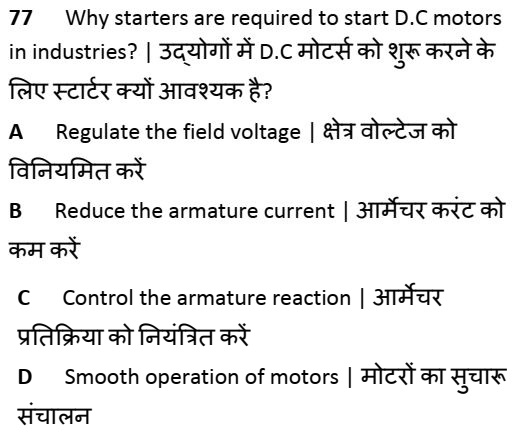 77 Why starters are required to start D.C motors
in industries? | उद्योगों में D.C मोटर्स को शुरू करने के
लिए स्टार्टर क्यों आवश्यक है?
A Regulate the field voltage | क्षेत्र वोल्टेज को
विनियमित करें
B Reduce the armature current | आर्मेचर करंट को
कम करें
C Control the armature reaction | आर्मेचर
प्रतिक्रिया को नियंत्रित करें
D Smooth operation of motors | मोटरों का सुचारू
संचालन